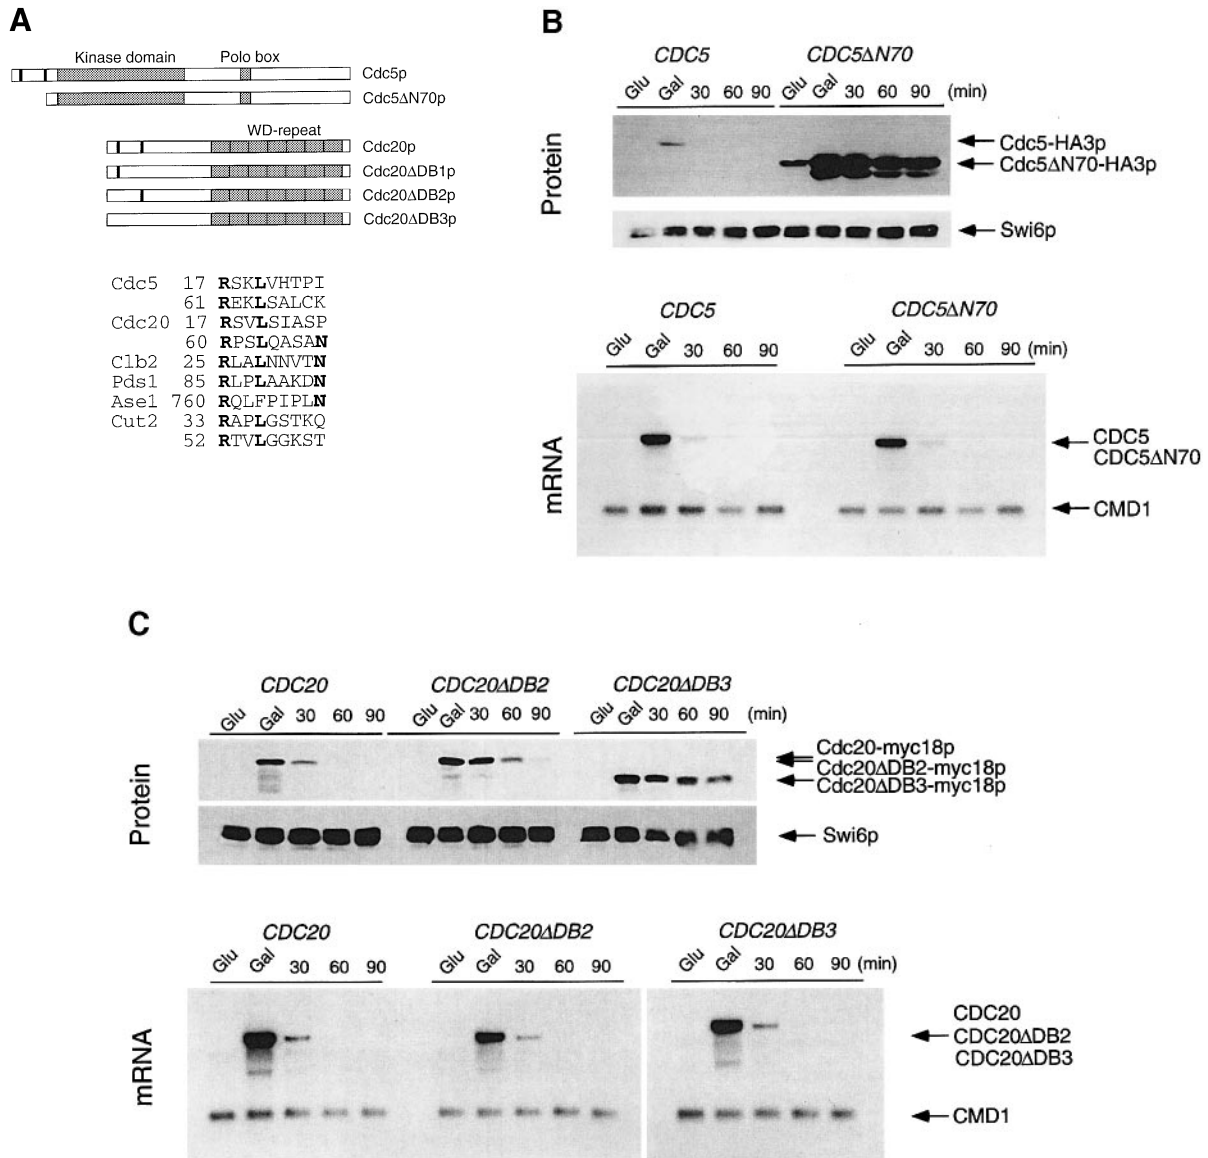 A
Kinase domain Polo box
Cdc5p
Cdc5ΔN70p
WD-repeat
Cdc20p
Cdc20ΔDB1p
Cdc20ΔDB2p
Cdc20ΔDB3p
Cdc5 17 RSKLVHTPI
61 REKLSALCK
Cdc20 17 RSVLSIASP
60 RPSLQASAN
Clb2 25 RLALNNVTN
Pds1 85 RLPLAAKDN
Ase1 760 RQLFPIPLN
Cut2 33 RAPLGSTKQ
52 RTVLGGKST
B
CDC5 CDC5ΔN70
Glu Gal 30 60 90 Glu Gal 30 60 90 (min)
Protein
Cdc5-HA3p
Cdc5ΔN70-HA3p
Swi6p
CDC5 CDC5ΔN70
Glu Gal 30 60 90 Glu Gal 30 60 90 (min)
mRNA
CDC5
CDC5ΔN70
CMD1
C
CDC20 CDC20ΔDB2 CDC20ΔDB3
Glu Gal 30 60 90 Glu Gal 30 60 90 Glu Gal 30 60 90 (min)
Protein
Cdc20-myc18p
Cdc20ΔDB2-myc18p
Cdc20ΔDB3-myc18p
Swi6p
CDC20 CDC20ΔDB2 CDC20ΔDB3
Glu Gal 30 60 90 Glu Gal 30 60 90 Glu Gal 30 60 90 (min)
mRNA
CDC20
CDC20ΔDB2
CDC20ΔDB3
CMD1